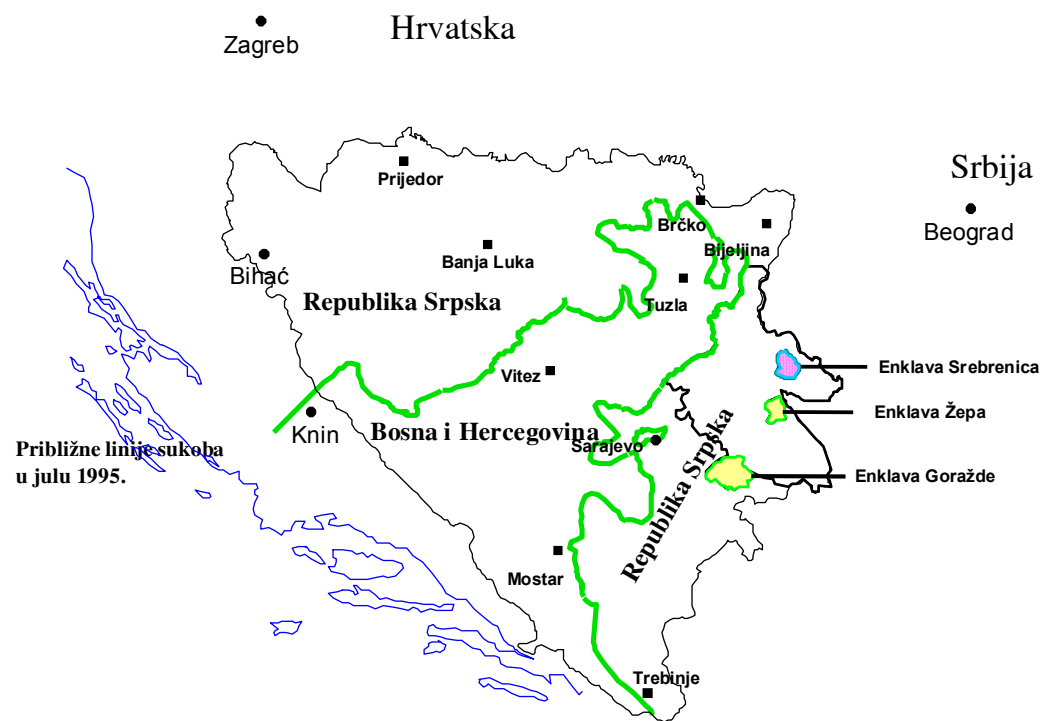 Hrvatska
Zagreb
Srbija
Beograd
Prijedor
Brčko
Bijeljina
Banja Luka
Bihać
Tuzla
Republika Srpska
Enklava Srebrenica
Vitez
Enklava Žepa
Knin
Bosna i Hercegovina
Sarajevo
Republika Srpska
Približne linije sukoba
u julu 1995.
Enklava Goražde
Mostar
Trebinje